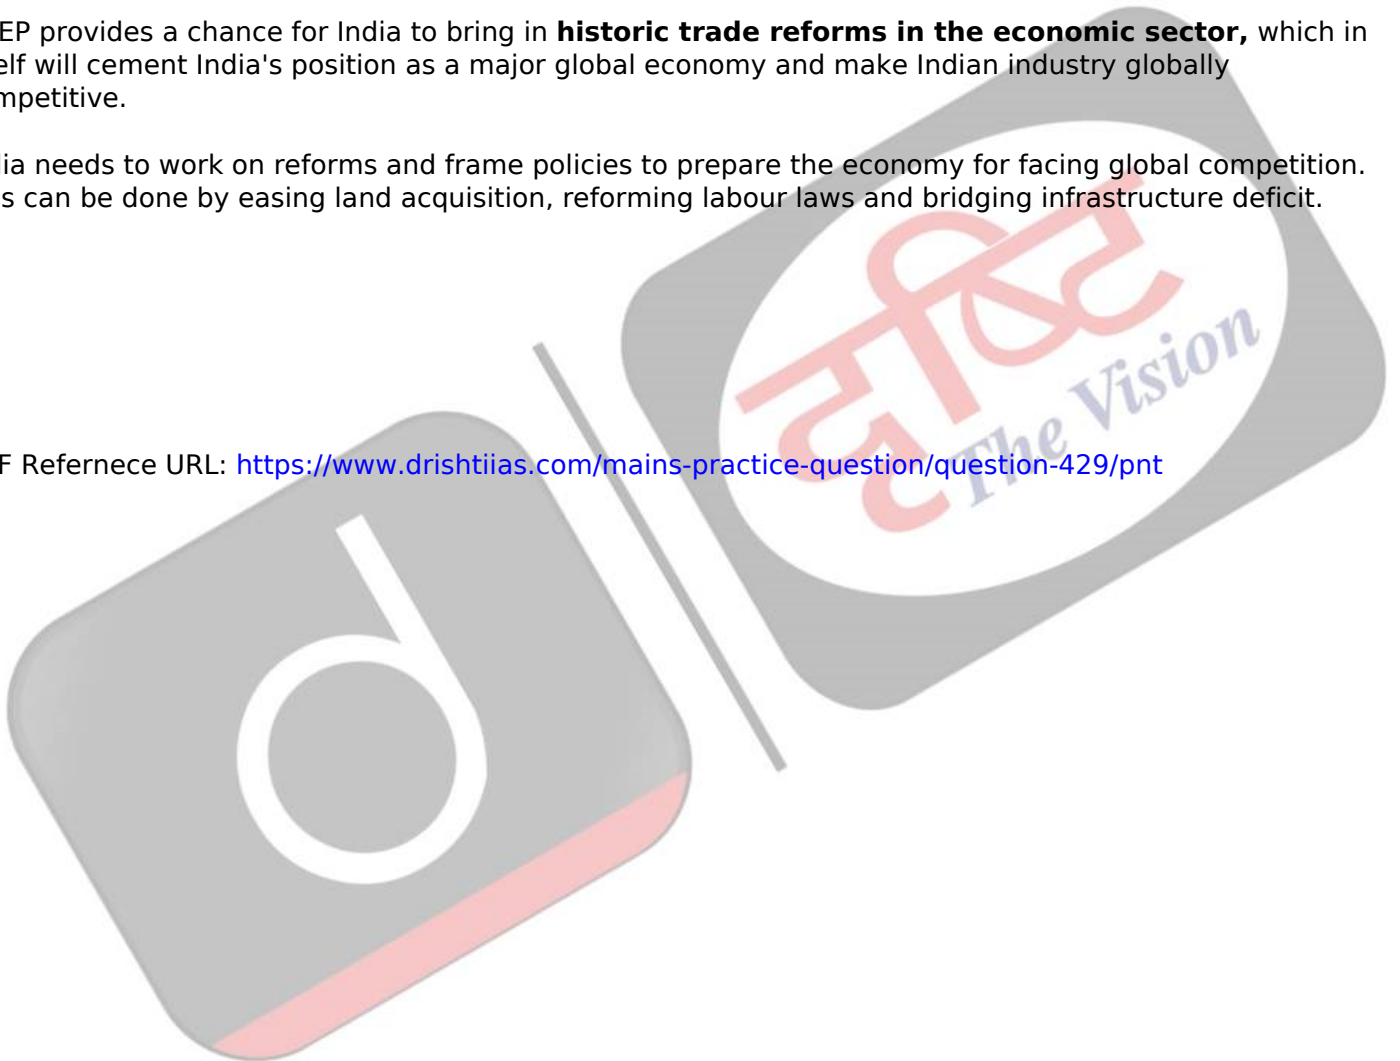 EP provides a chance for India to bring in historic trade reforms in the economic sector, which in
elf will cement India's position as a major global economy and make Indian industry globally
mpetitive.
dia needs to work on reforms and frame policies to prepare the economy for facing global competition.
s can be done by easing land acquisition, reforming labour laws and bridging infrastructure deficit.
दृष्टि
The Vision
F Refernece URL: https://www.drishtiias.com/mains-practice-question/question-429/pnt
d